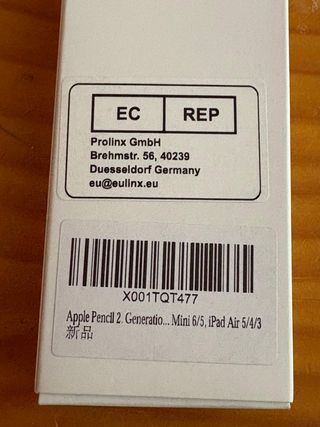 EC REP
Prolinx GmbH
Brehmstr. 56, 40239
Duesseldorf Germany
eu@eulinx.eu
X001TQT477
Apple Pencil 2. Generatio... Mini 6/5, iPad Air 5/4/3
新品